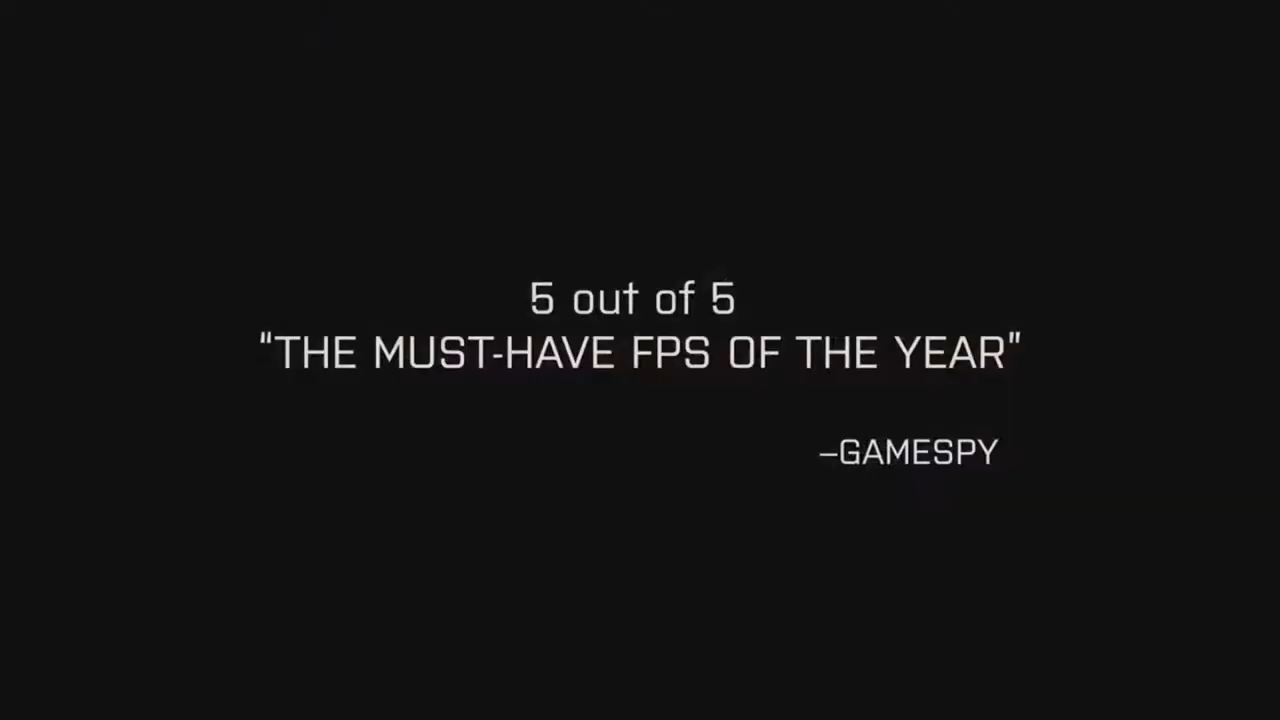 5 out of 5
"THE MUST-HAVE FPS OF THE YEAR"
–GAMESPY